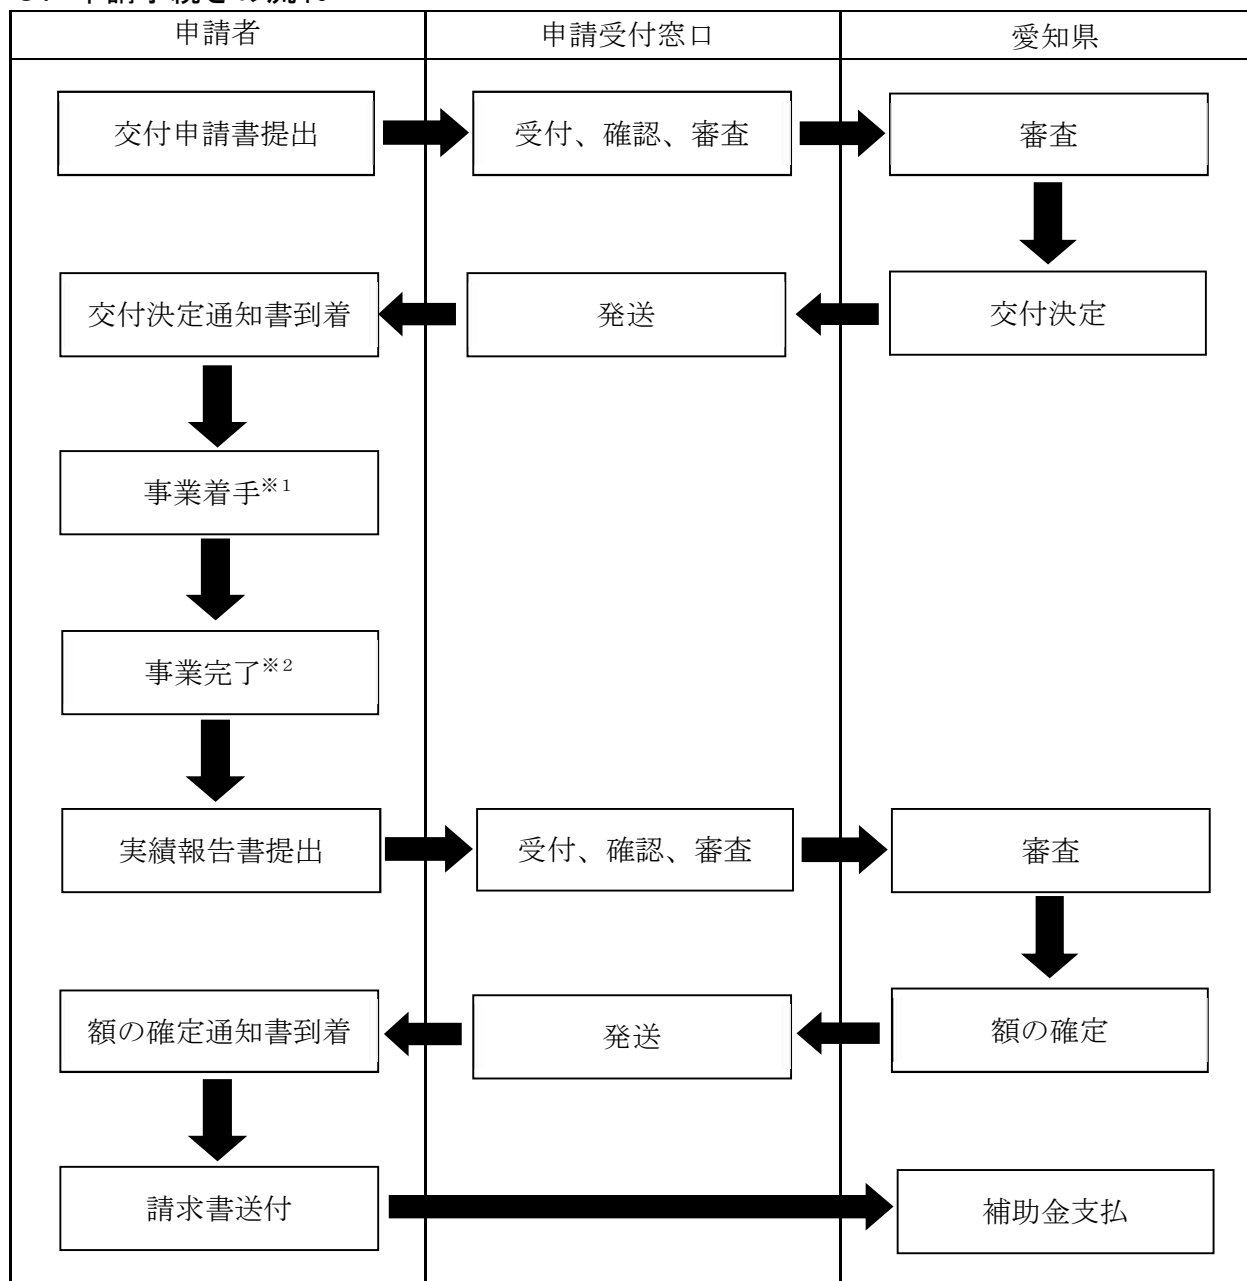 申請者
申請受付窓口
愛知県
交付申請書提出
受付、確認、審査
審査
交付決定通知書到着
発送
交付決定
事業着手※1
事業完了※2
実績報告書提出
受付、確認、審査
審査
額の確定通知書到着
発送
額の確定
請求書送付
補助金支払